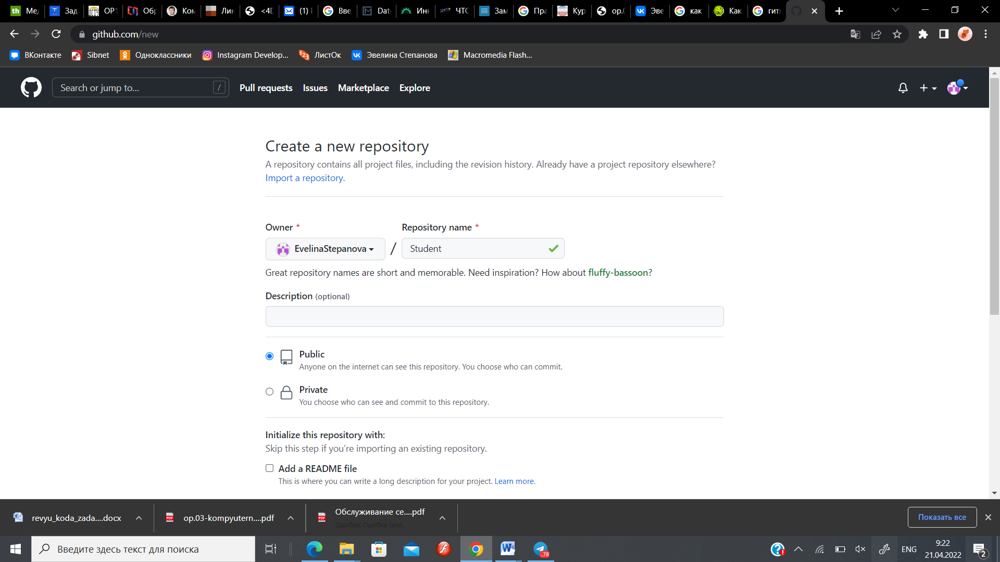 Ме
Зад
ОР1
Обр
Ком
Лин
<4D
(1)
Вве
Dat
Инн
ЧТО
Зам
Пра
Кур
op.(
Эве
как
Как
гитх
github.com/new
ВКонтакте
Sibnet
Одноклассники
Instagram Develop...
ЛистОк
Эвелина Степанова
Macromedia Flash...
Search or jump to... /
Pull requests
Issues
Marketplace
Explore
Create a new repository
A repository contains all project files, including the revision history. Already have a project repository elsewhere?
Import a repository.
Owner * Repository name *
EvelinaStepanova / Student
Great repository names are short and memorable. Need inspiration? How about fluffy-bassoon?
Description (optional)
Public
Anyone on the internet can see this repository. You choose who can commit.
Private
You choose who can see and commit to this repository.
Initialize this repository with:
Skip this step if you’re importing an existing repository.
Add a README file
This is where you can write a long description for your project. Learn more.
revyu_koda_zada....docx
op.03-kompyutern....pdf
Обслуживание се....pdf
Ошибка: Ошибка сети.
Показать все
Введите здесь текст для поиска
..78
ENG
9:22
21.04.2022
2